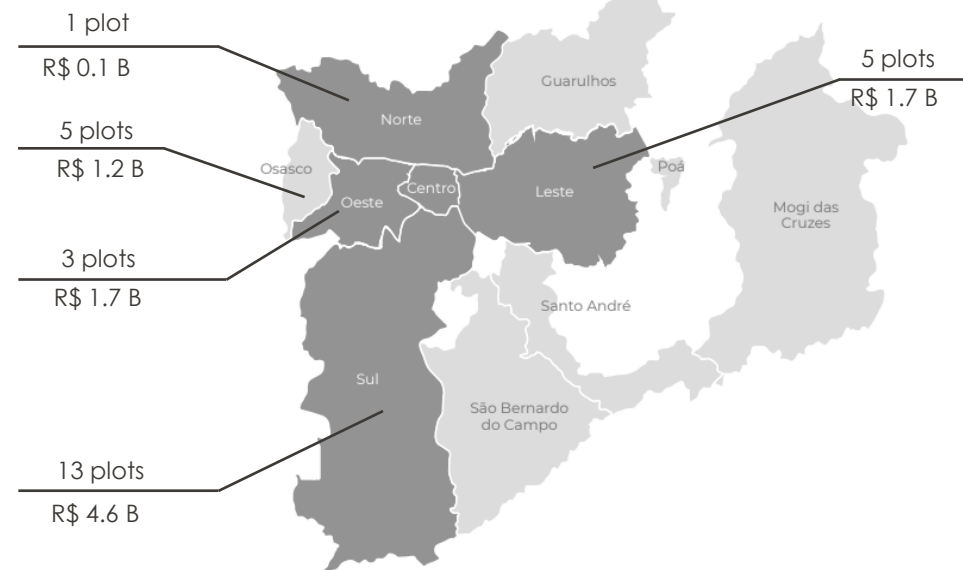 1 plot
R$ 0.1 B
5 plots
R$ 1.2 B
3 plots
R$ 1.7 B
13 plots
R$ 4.6 B
5 plots
R$ 1.7 B
Norte
Guarulhos
Osasco
Oeste
Centro
Leste
Poá
Mogi das
Cruzes
Santo André
Sul
São Bernardo
do Campo